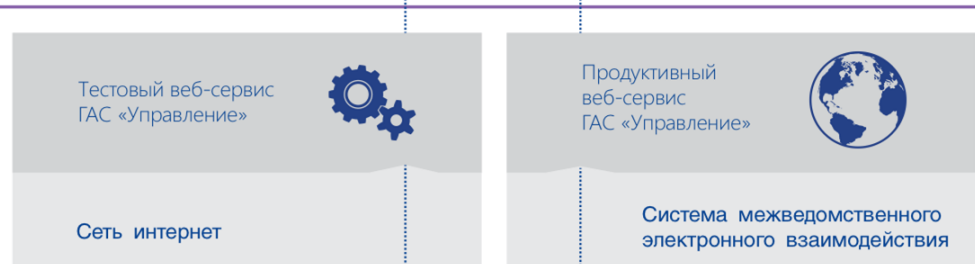 Тестовый веб-сервис
ГАС «Управление»
Продуктивный
веб-сервис
ГАС «Управление»
Сеть интернет
Система межведомственного
электронного взаимодействия